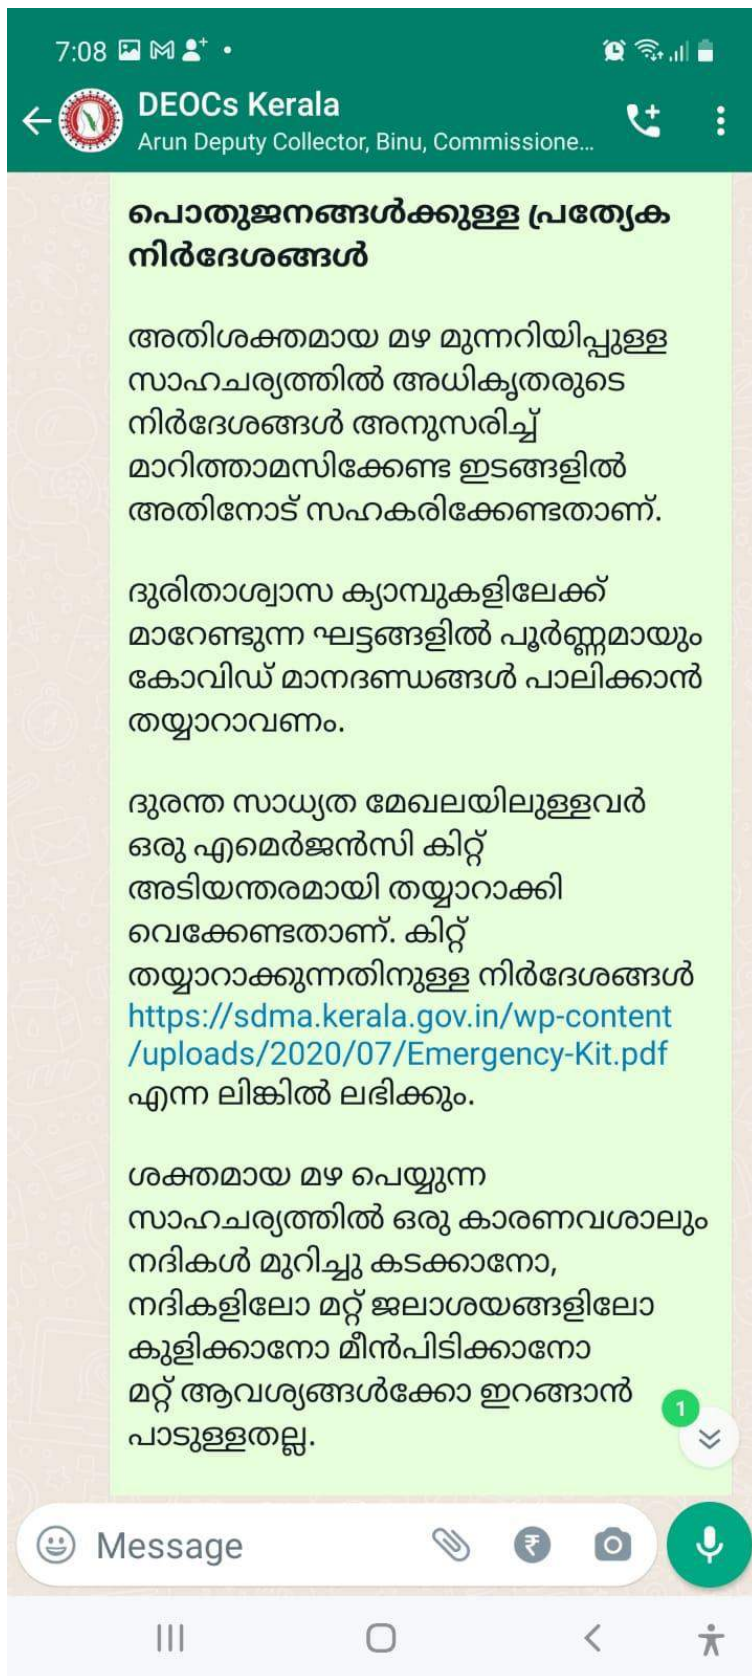 7:08
DEOCs Kerala
Arun Deputy Collector, Binu, Commissione...
പൊതുജനങ്ങൾക്കുള്ള പ്രത്യേക
നിർദേശങ്ങൾ
അതിശക്തമായ മഴ മുന്നറിയിപ്പുള്ള
സാഹചര്യത്തിൽ അധികൃതരുടെ
നിർദേശങ്ങൾ അനുസരിച്ച്
മാറിത്താമസിക്കേണ്ട ഇടങ്ങളിൽ
അതിനോട് സഹകരിക്കേണ്ടതാണ്.
ദുരിതാശ്വാസ ക്യാമ്പുകളിലേക്ക്
മാറേണ്ടുന്ന ഘട്ടങ്ങളിൽ പൂർണ്ണമായും
കോവിഡ് മാനദണ്ഡങ്ങൾ പാലിക്കാൻ
തയ്യാറാവണം.
ദുരന്ത സാധ്യത മേഖലയിലുള്ളവർ
ഒരു എമെർജൻസി കിറ്റ്
അടിയന്തരമായി തയ്യാറാക്കി
വെക്കേണ്ടതാണ്. കിറ്റ്
തയ്യാറാക്കുന്നതിനുള്ള നിർദേശങ്ങൾ
https://sdma.kerala.gov.in/wp-content
/uploads/2020/07/Emergency-Kit.pdf
എന്ന ലിങ്കിൽ ലഭിക്കും.
ശക്തമായ മഴ പെയ്യുന്ന
സാഹചര്യത്തിൽ ഒരു കാരണവശാലും
നദികൾ മുറിച്ചു കടക്കാനോ,
നദികളിലോ മറ്റ് ജലാശയങ്ങളിലോ
കുളിക്കാനോ മീൻപിടിക്കാനോ
മറ്റ് ആവശ്യങ്ങൾക്കോ ഇറങ്ങാൻ
പാടുള്ളതല്ല.
1
Message